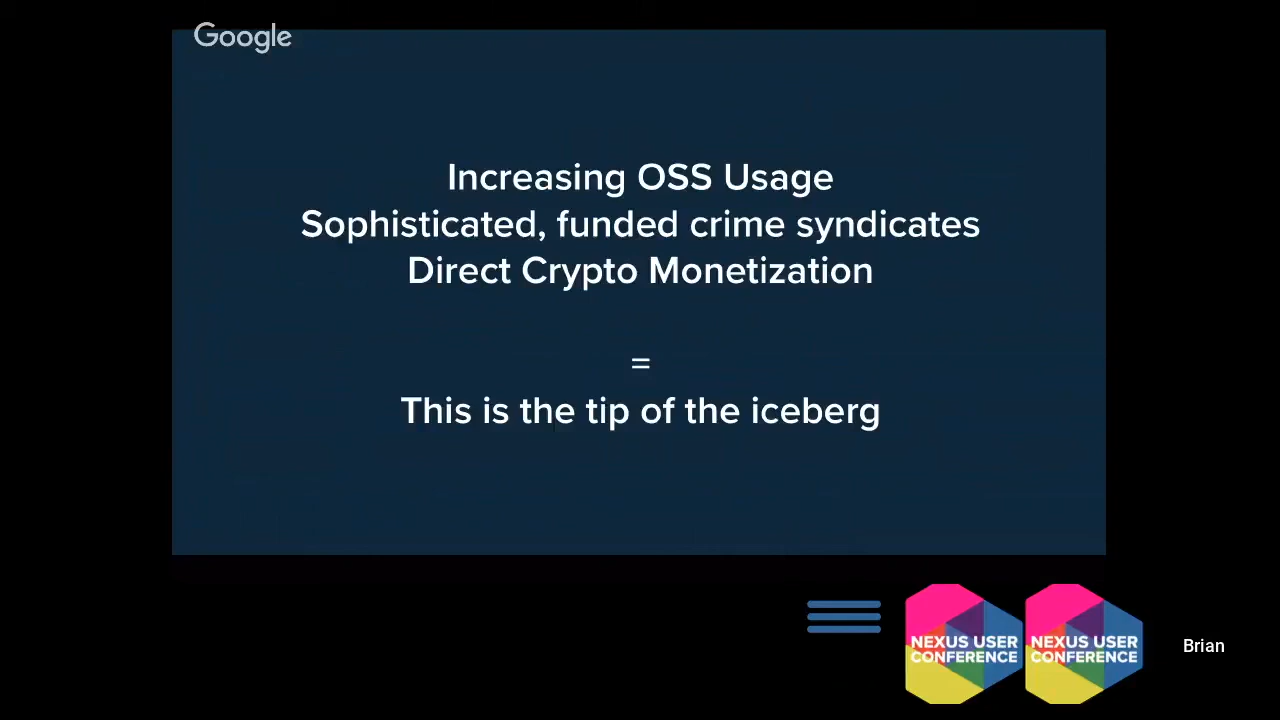 Google
Increasing OSS Usage
Sophisticated, funded crime syndicates
Direct Crypto Monetization
=
This is the tip of the iceberg
NEXUS USER
CONFERENCE
NEXUS USER
CONFERENCE
Brian